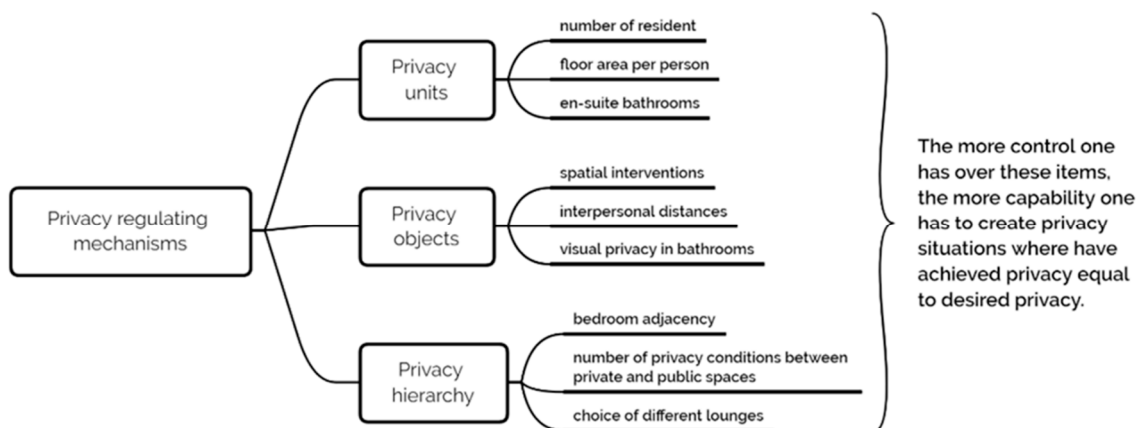 Privacy regulating
mechanisms
Privacy
units
number of resident
floor area per person
en-suite bathrooms
Privacy
objects
spatial interventions
interpersonal distances
visual privacy in bathrooms
Privacy
hierarchy
bedroom adjacency
number of privacy conditions between
private and public spaces
choice of different lounges
The more control one
has over these items,
the more capability one
has to create privacy
situations where have
achieved privacy equal
to desired privacy.